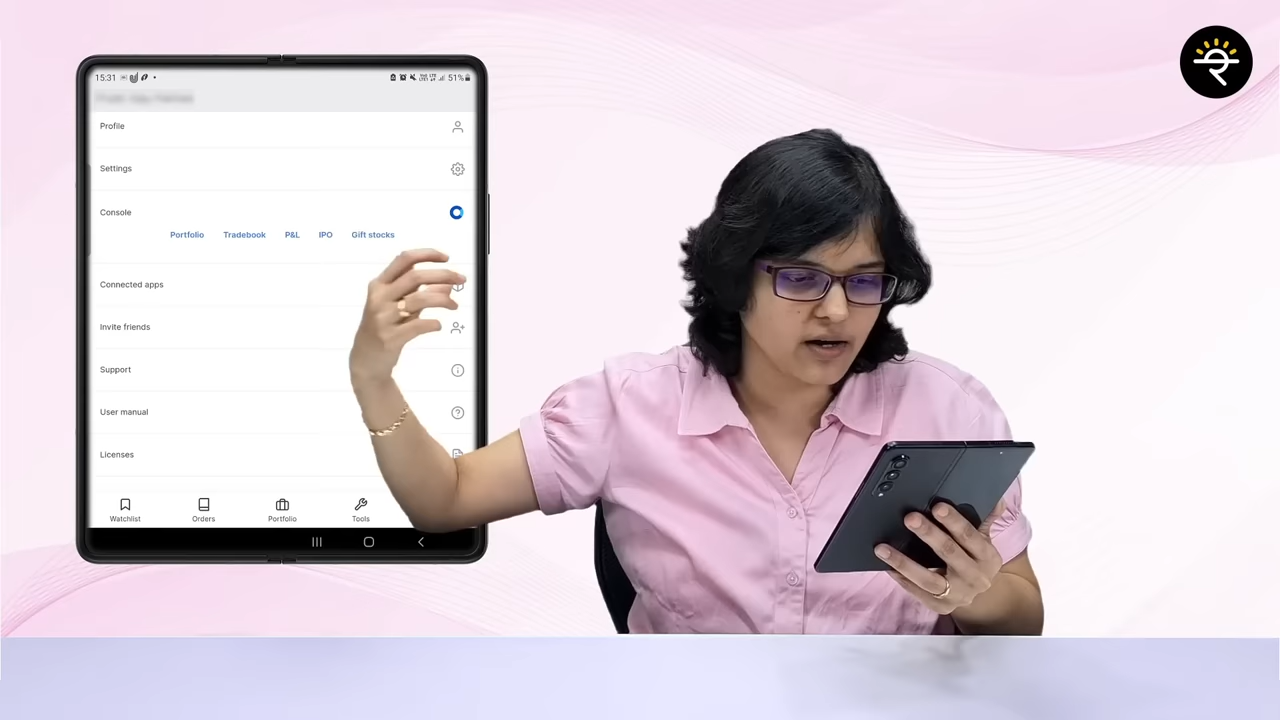 15:31
51%
Profile
Settings
Console
Portfolio Tradebook P&L IPO Gift stocks
Connected apps
Invite friends
Support
User manual
Licenses
Watchlist Orders Portfolio Tools